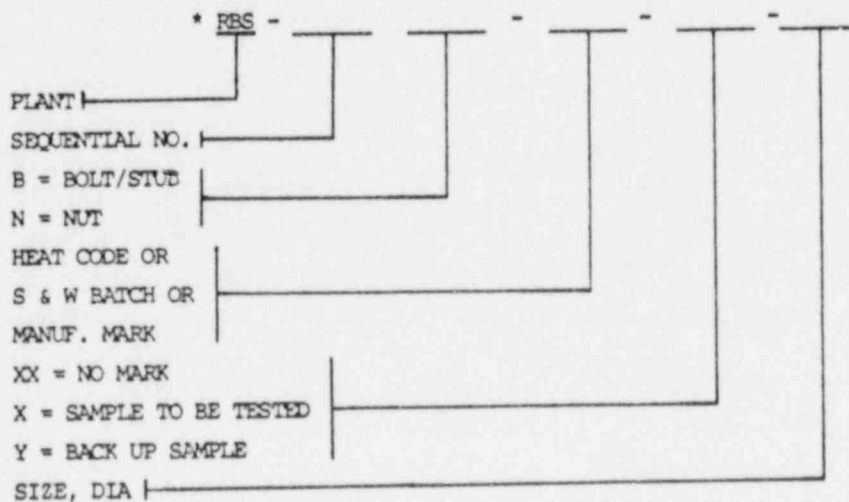 * RBS - ____ ____ - ____ - ____ - ____
PLANT
SEQUENTIAL NO.
B = BOLT/STUB
N = NUT
HEAT CODE OR
S & W BATCH OR
MANUF. MARK
XX = NO MARK
X = SAMPLE TO BE TESTED
Y = BACK UP SAMPLE
SIZE, DIA